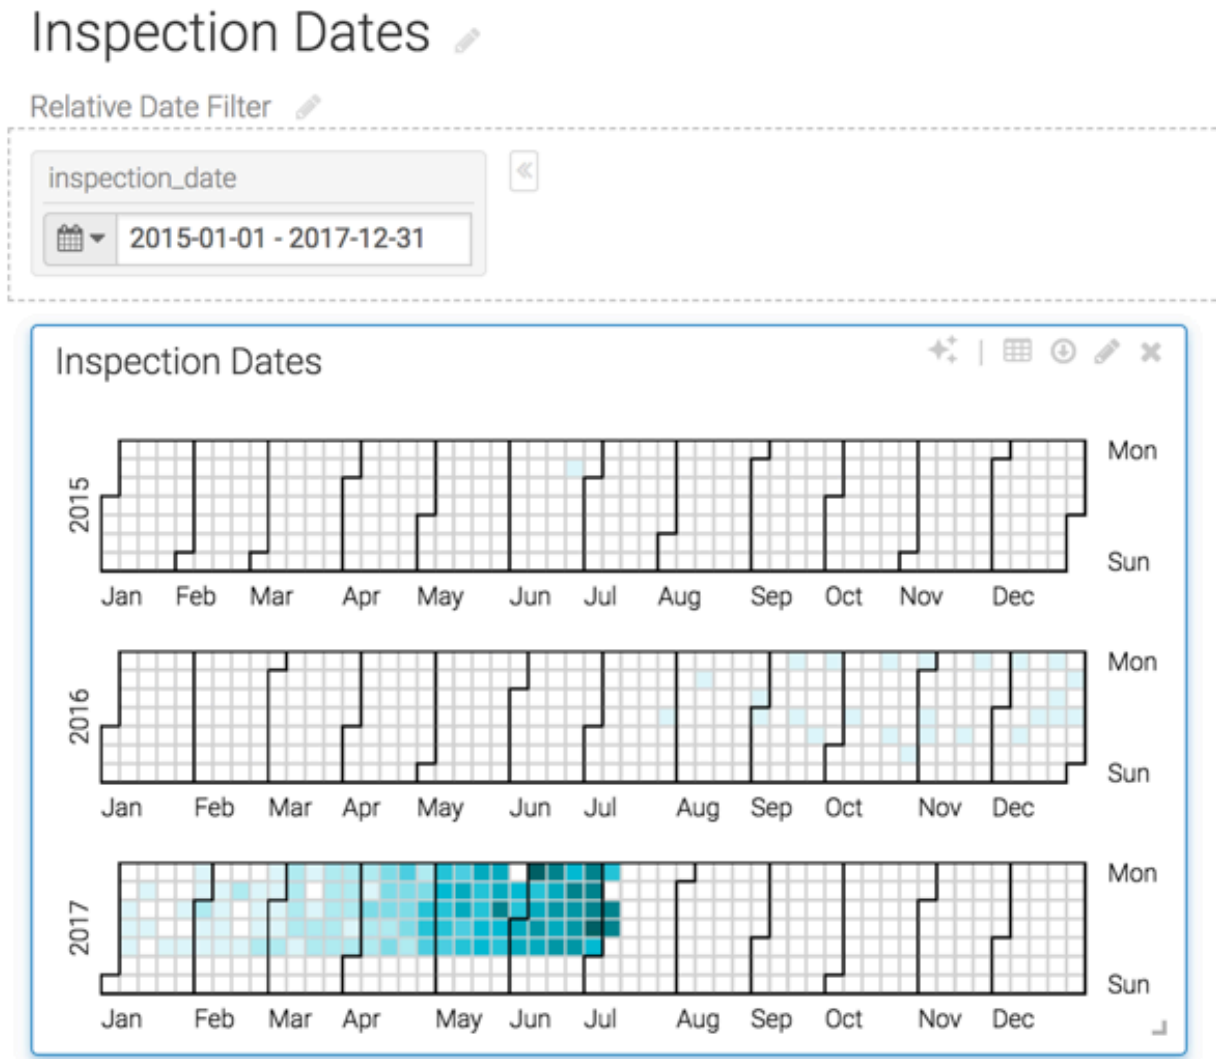 Inspection Dates
Relative Date Filter
inspection_date
2015-01-01 - 2017-12-31
Inspection Dates
2015
Mon
Sun
Jan Feb Mar Apr May Jun Jul Aug Sep Oct Nov Dec
2016
Mon
Sun
Jan Feb Mar Apr May Jun Jul Aug Sep Oct Nov Dec
2017
Mon
Sun
Jan Feb Mar Apr May Jun Jul Aug Sep Oct Nov Dec